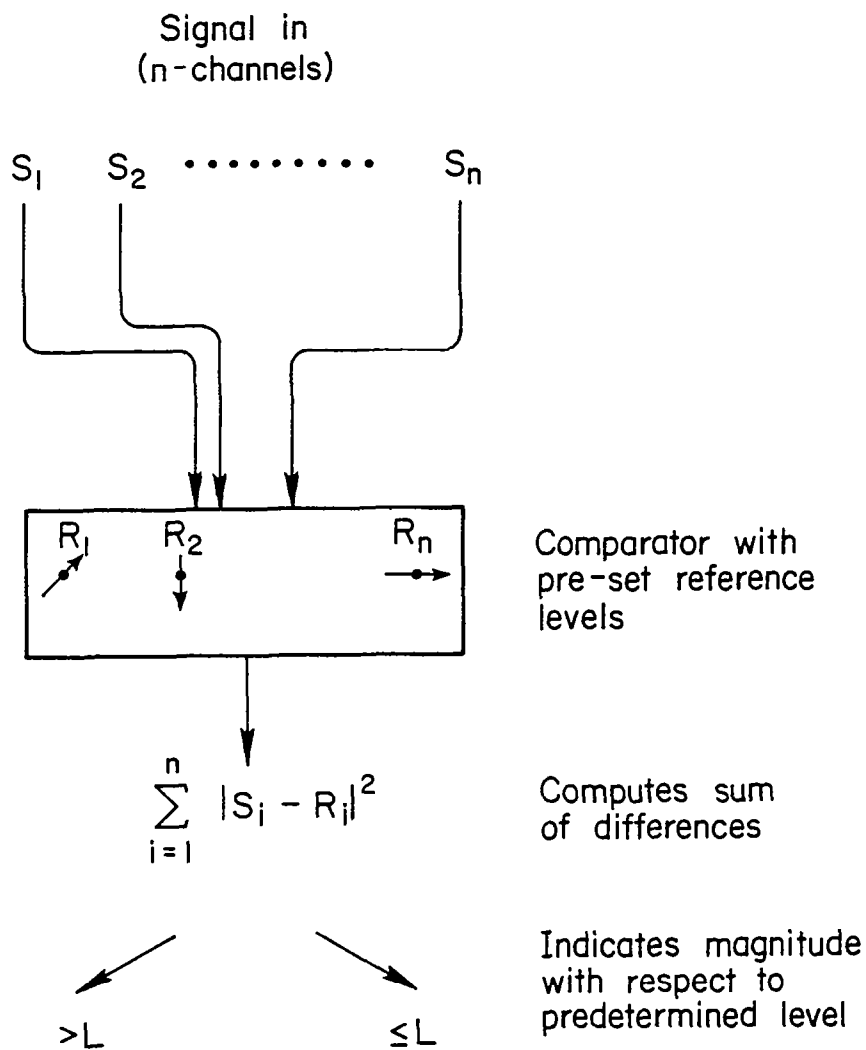 Signal in
(n-channels)
S₁ S₂ ········· Sₙ
R₁ R₂ Rₙ
Comparator with
pre-set reference
levels
n
∑ |Sᵢ - Rᵢ|²
i = 1
Computes sum
of differences
Indicates magnitude
with respect to
predetermined level
>L ≤L